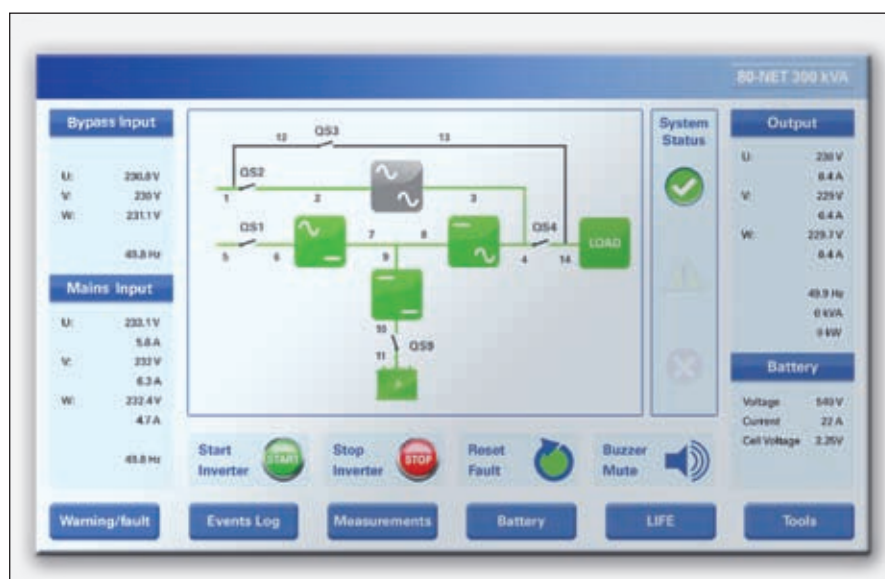 80-NET 300 kVA
Bypass Input
U: 230.8 V
V: 230 V
W: 231.1 V
49.8 Hz
Mains Input
U: 233.1 V
5.8 A
V: 232 V
6.3 A
W: 232.4 V
4.7 A
49.8 Hz
12 QS3 13
QS2
1 2 3
QS1
QS4
7 8
LOAD
5 6 9 4 14
10
QS9
11
System
Status
Output
U: 230 V
0.4 A
V: 229 V
0.4 A
W: 229.7 V
0.4 A
49.9 Hz
0 kVA
0 kW
Battery
Voltage 540 V
Current 22 A
Cell Voltage 2.25V
Start
Inverter
START
Stop
Inverter
STOP
Reset
Fault
Buzzer
Mute
Warning/fault
Events Log
Measurements
Battery
LIFE
Tools